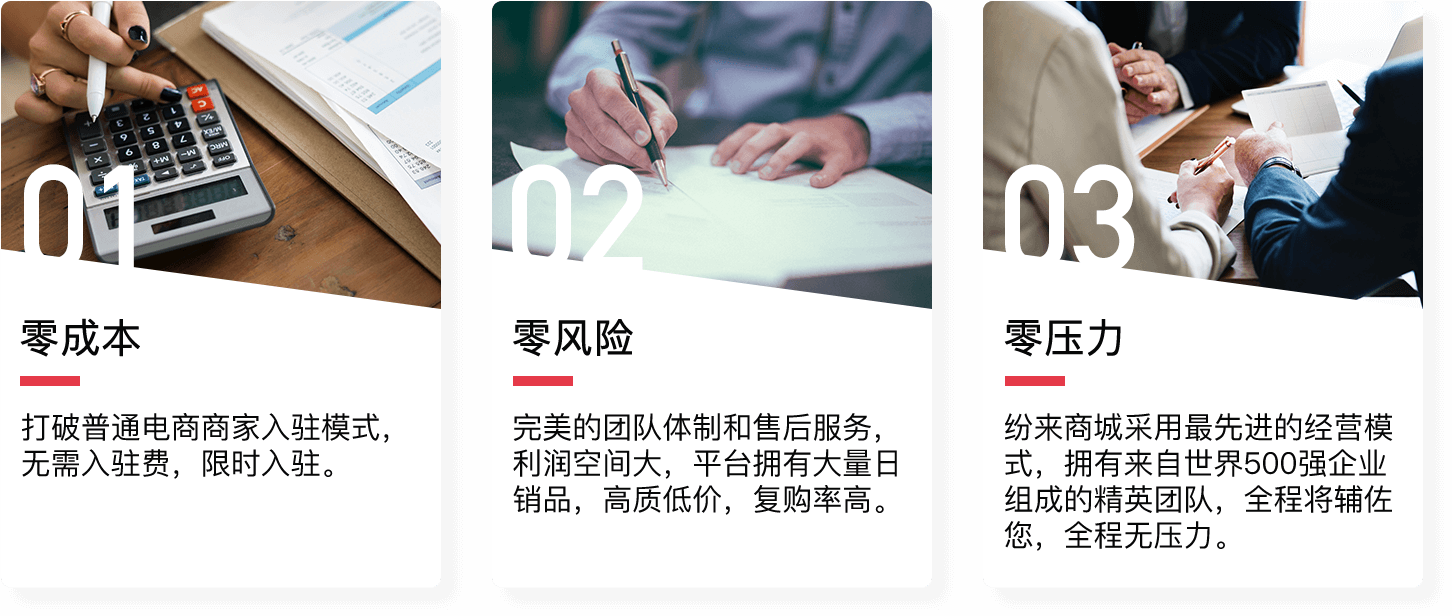 01
零成本
打破普通电商商家入驻模式，
无需入驻费，限时入驻。
02
零风险
完美的团队体制和售后服务，
利润空间大，平台拥有大量日
销品，高质低价，复购率高。
03
零压力
纷来商城采用最先进的经营模
式，拥有来自世界500强企业
组成的精英团队，全程将辅佐
您，全程无压力。